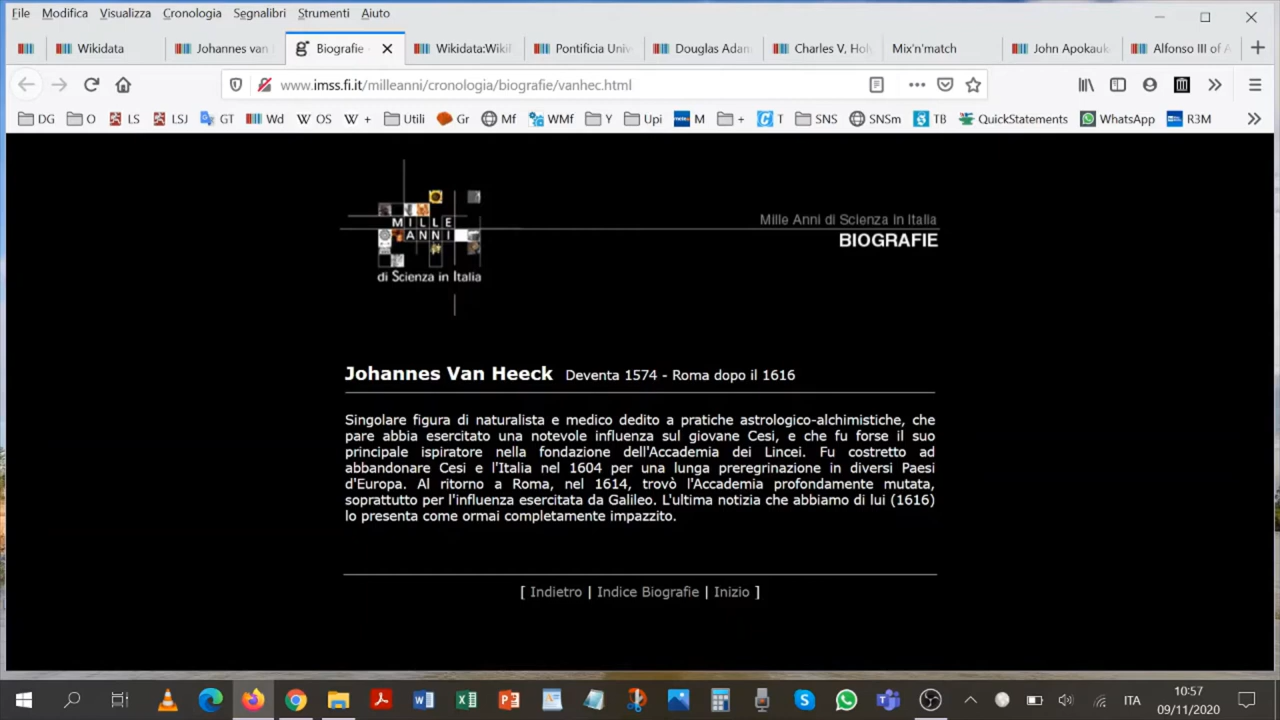 File Modifica Visualizza Cronologia Segnalibri Strumenti Aiuto
Wikidata Johannes van Biografie Wikidata:Wiki Pontificia Univ Douglas Adam Charles V, Holy Mix'n'match John Apokauk Alfonso III of A
www.imss.fi.it/milleanni/cronologia/biografie/vanhec.html
DG O LS LSJ GT Wd OS + Utili Gr Mf WMf Y Upi M + T SNS SNSm TB QuickStatements WhatsApp R3M
MILLE
ANNI
di Scienza in Italia
Mille Anni di Scienza in Italia
BIOGRAFIE
Johannes Van Heeck Deventa 1574 - Roma dopo il 1616
Singolare figura di naturalista e medico dedito a pratiche astrologico-alchimistiche, che
pare abbia esercitato una notevole influenza sul giovane Cesi, e che fu forse il suo
principale ispiratore nella fondazione dell'Accademia dei Lincei. Fu costretto ad
abbandonare Cesi e l'Italia nel 1604 per una lunga preregrinazione in diversi Paesi
d'Europa. Al ritorno a Roma, nel 1614, trovò l'Accademia profondamente mutata,
soprattutto per l'influenza esercitata da Galileo. L'ultima notizia che abbiamo di lui (1616)
lo presenta come ormai completamente impazzito.
[ Indietro | Indice Biografie | Inizio ]
ITA
10:57
09/11/2020